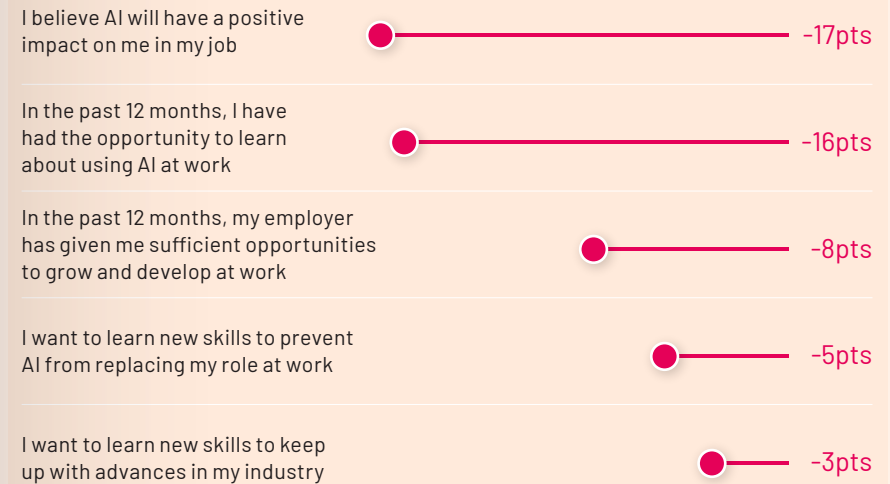 I believe AI will have a positive
impact on me in my job
-17pts
In the past 12 months, I have
had the opportunity to learn
about using AI at work
-16pts
In the past 12 months, my employer
has given me sufficient opportunities
to grow and develop at work
-8pts
I want to learn new skills to prevent
AI from replacing my role at work
-5pts
I want to learn new skills to keep
up with advances in my industry
-3pts